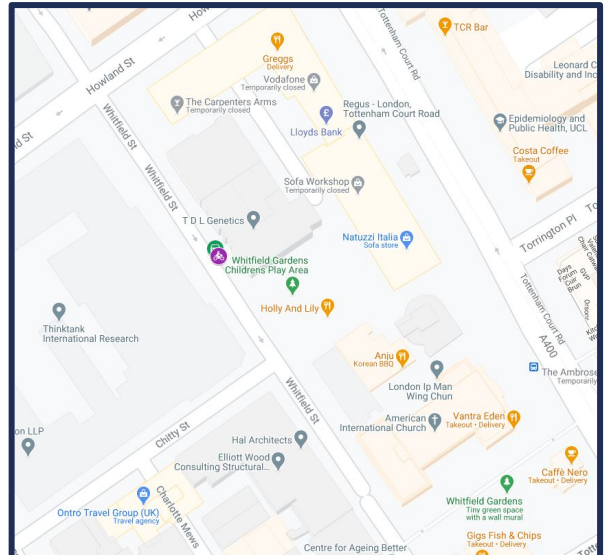 Howland St
Tottenham Court Rd
TCR Bar
Greggs
Delivery
Vodafone
Temporarily closed
Leonard C
Disability and Inc
Howland St
The Carpenters Arms
Temporarily closed
Regus - London,
Tottenham Court Road
Lloyds Bank
Epidemiology and
Public Health, UCL
Costa Coffee
Takeout
Whitfield St
Whitfield St
Sofa Workshop
Temporarily closed
T D L Genetics
Torrington Pl
Natuzzi Italia
Sofa store
Whitfield Gardens
Childrens Play Area
Holly And Lily
Tottenham Court Rd
A400
Thinktank
International Research
Anju
Korean BBQ
The Ambrose
Temporarily
London Ip Man
Wing Chun
Whitfield St
American
International Church
Vantra Eden
Takeout • Delivery
on LLP
Chitty St
Hal Architects
Elliott Wood
Consulting Structural...
Caffè Nero
Takeout • Delivery
Ontro Travel Group (UK)
Travel agency
Charlotte Mews
Whitfield Gardens
Tiny green space
with a wall mural
Gigs Fish & Chips
Takeout • Delivery
Centre for Ageing Better